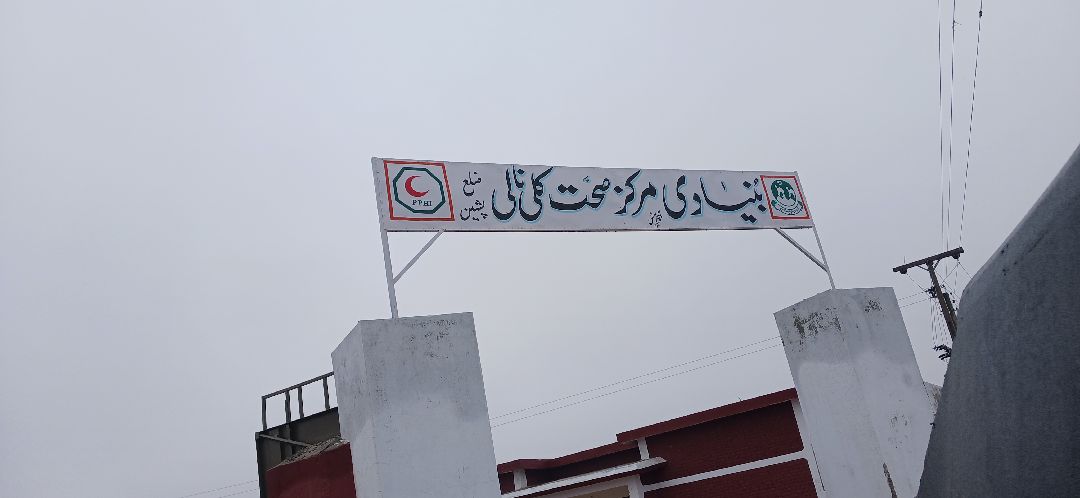 بنیادی مرکز صحت کلی نالی
ضلع
پشین
PPHI